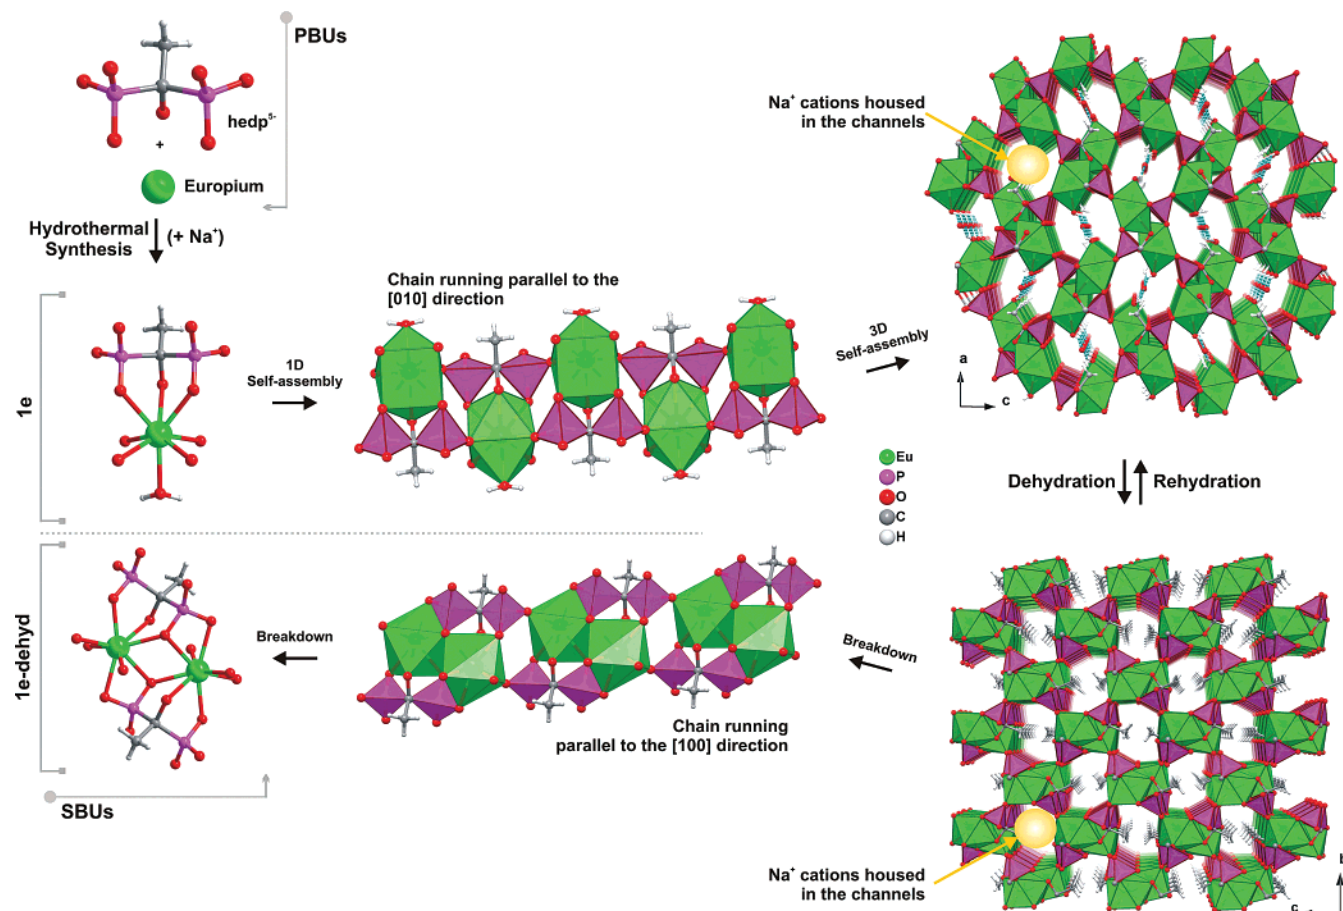 PBUs
hedp⁵⁻
+
Europium
Hydrothermal
Synthesis
(+ Na⁺)
1e
1D
Self-assembly
Chain running parallel to the
[010] direction
3D
Self-assembly
Na⁺ cations housed
in the channels
a
c
Eu
P
O
C
H
Dehydration
Rehydration
1e-dehyd
Breakdown
Chain running
parallel to the [100] direction
Breakdown
SBUs
Na⁺ cations housed
in the channels
b
c